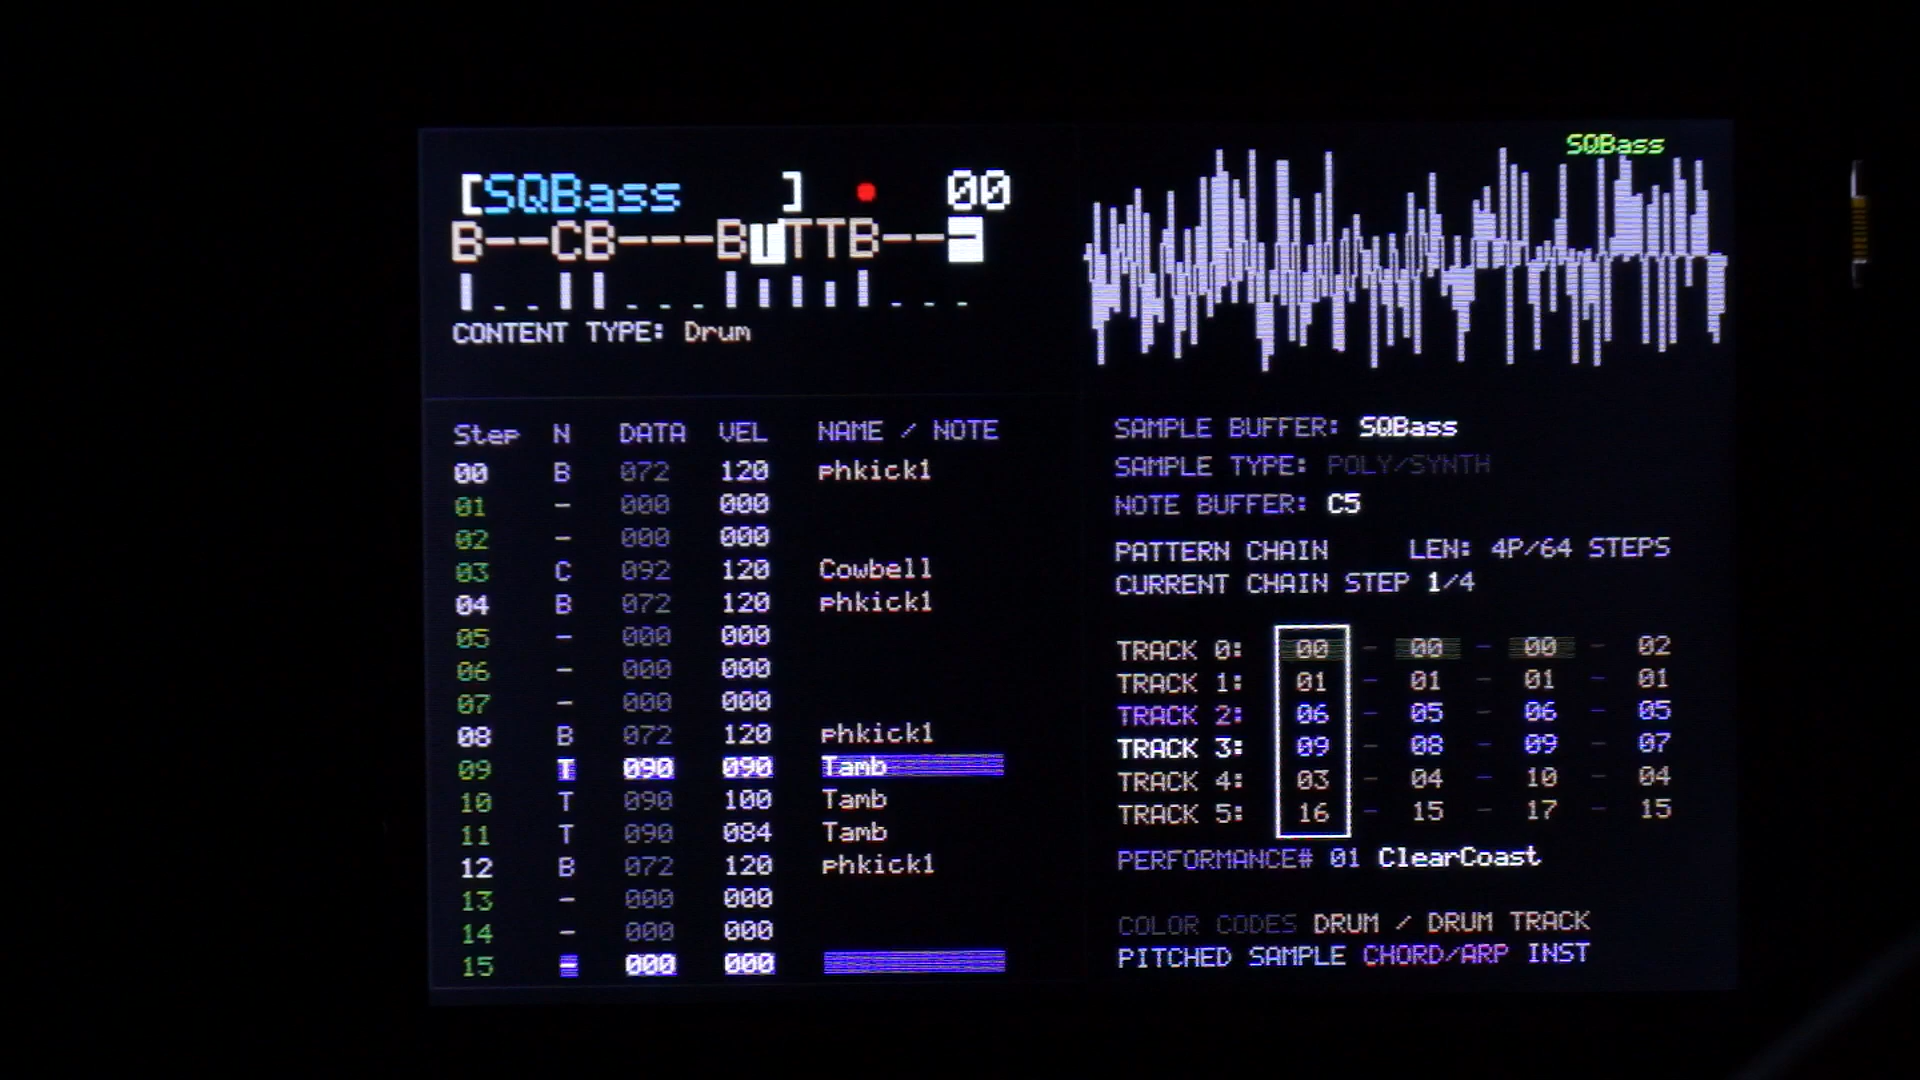 [SQBass ] 00
B--CB---BTTTB----
CONTENT TYPE: Drum
Step N DATA VEL NAME / NOTE
00 B 072 120 phkick1
01 - 000 000
02 - 000 000
03 C 092 120 Cowbell
04 B 072 120 phkick1
05 - 000 000
06 - 000 000
07 - 000 000
08 B 072 120 phkick1
09 T 090 090 Tamb
10 T 090 100 Tamb
11 T 090 084 Tamb
12 B 072 120 phkick1
13 - 000 000
14 - 000 000
15 - 000 000
SQBass
SAMPLE BUFFER: SQBass
SAMPLE TYPE: POLY/SYNTH
NOTE BUFFER: C5
PATTERN CHAIN LEN: 4P/64 STEPS
CURRENT CHAIN STEP 1/4
TRACK 0: 00 - 00 - 00 - 02
TRACK 1: 01 - 01 - 01 - 01
TRACK 2: 06 - 05 - 06 - 05
TRACK 3: 09 - 08 - 09 - 07
TRACK 4: 03 - 04 - 10 - 04
TRACK 5: 16 - 15 - 17 - 15
PERFORMANCE# 01 ClearCoast
COLOR CODES DRUM / DRUM TRACK
PITCHED SAMPLE CHORD/ARP INST